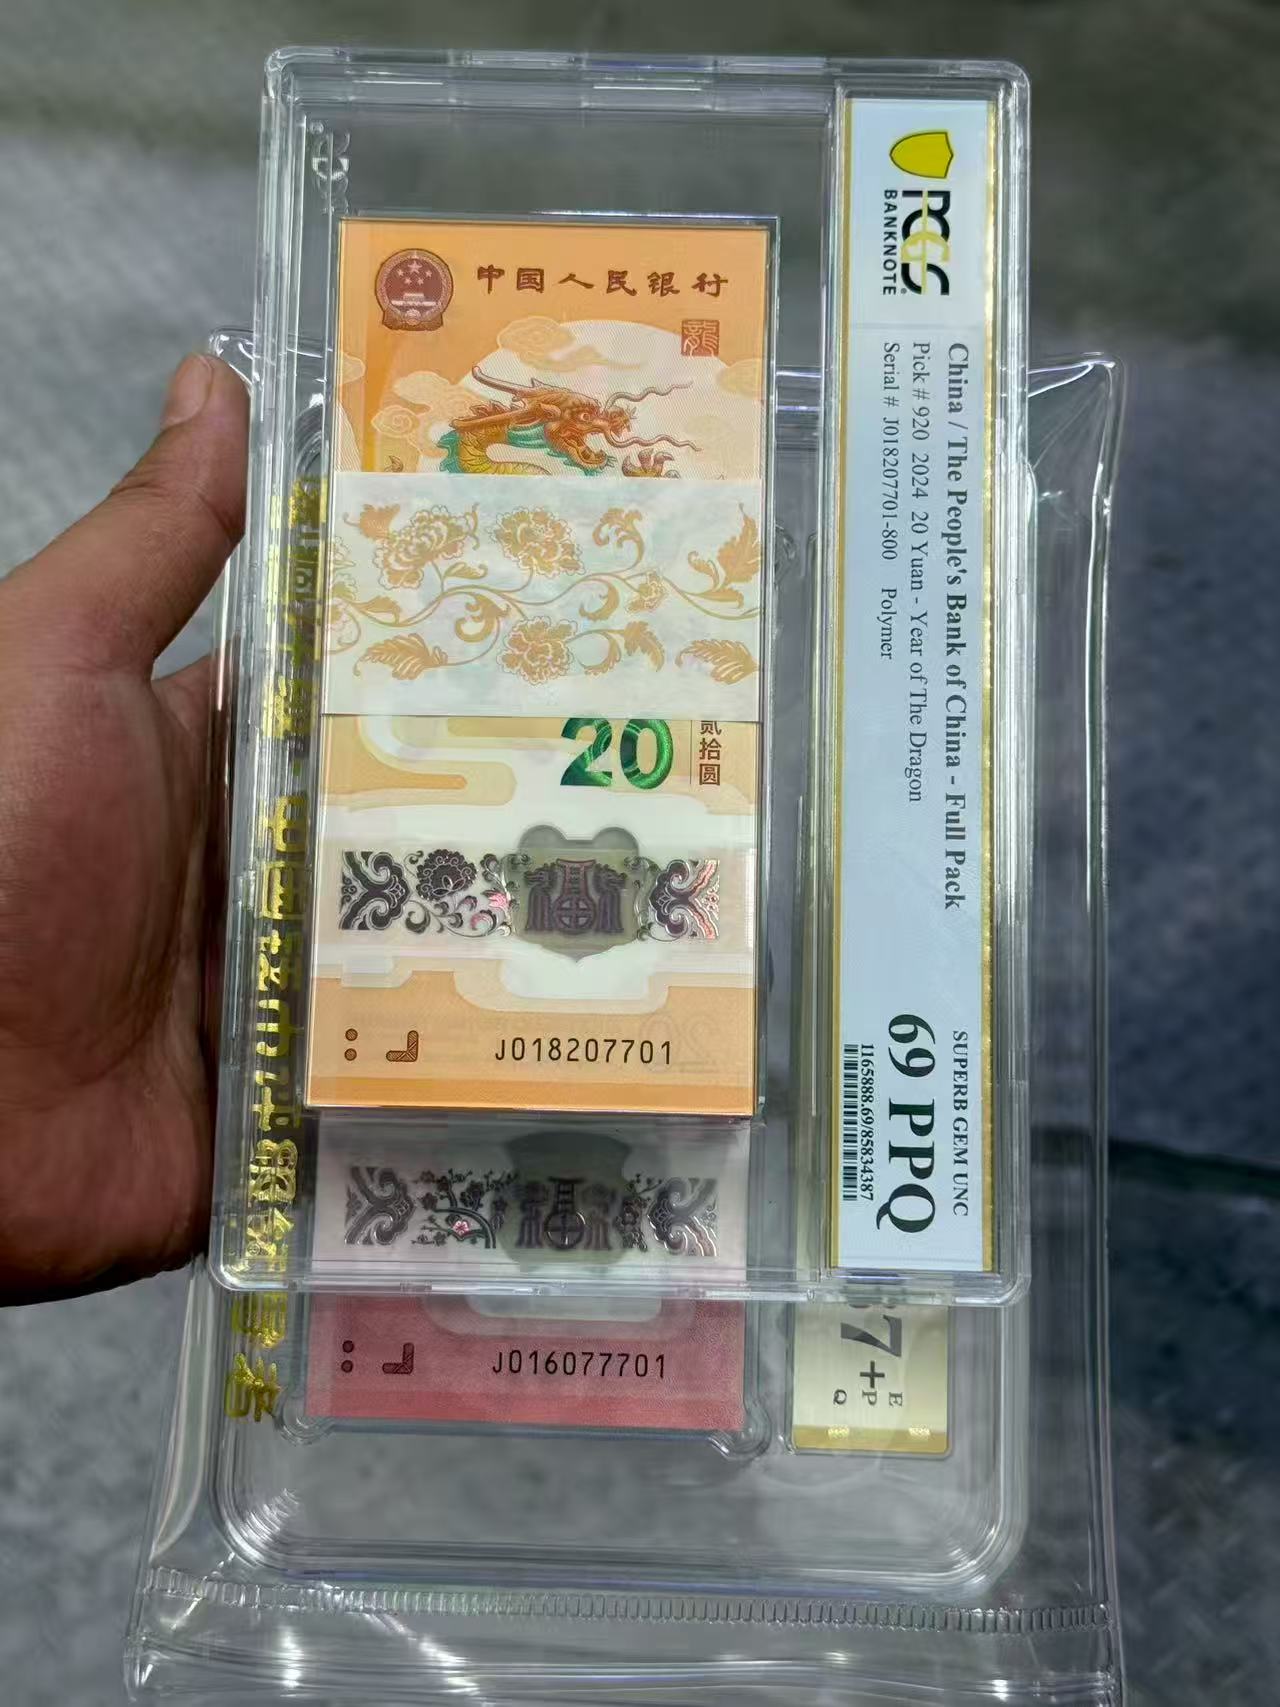 PCGS
BANKNOTE
China / The People's Bank of China - Full Pack
Pick # 920 2024 20 Yuan - Year of The Dragon
Serial # J018207701-800 Polymer
SUPERB GEM UNC
69 PPQ
1165888.69/85834387
中国人民银行
龍
20
贰拾圆
J018207701
J016077701
7+
E
P
Q